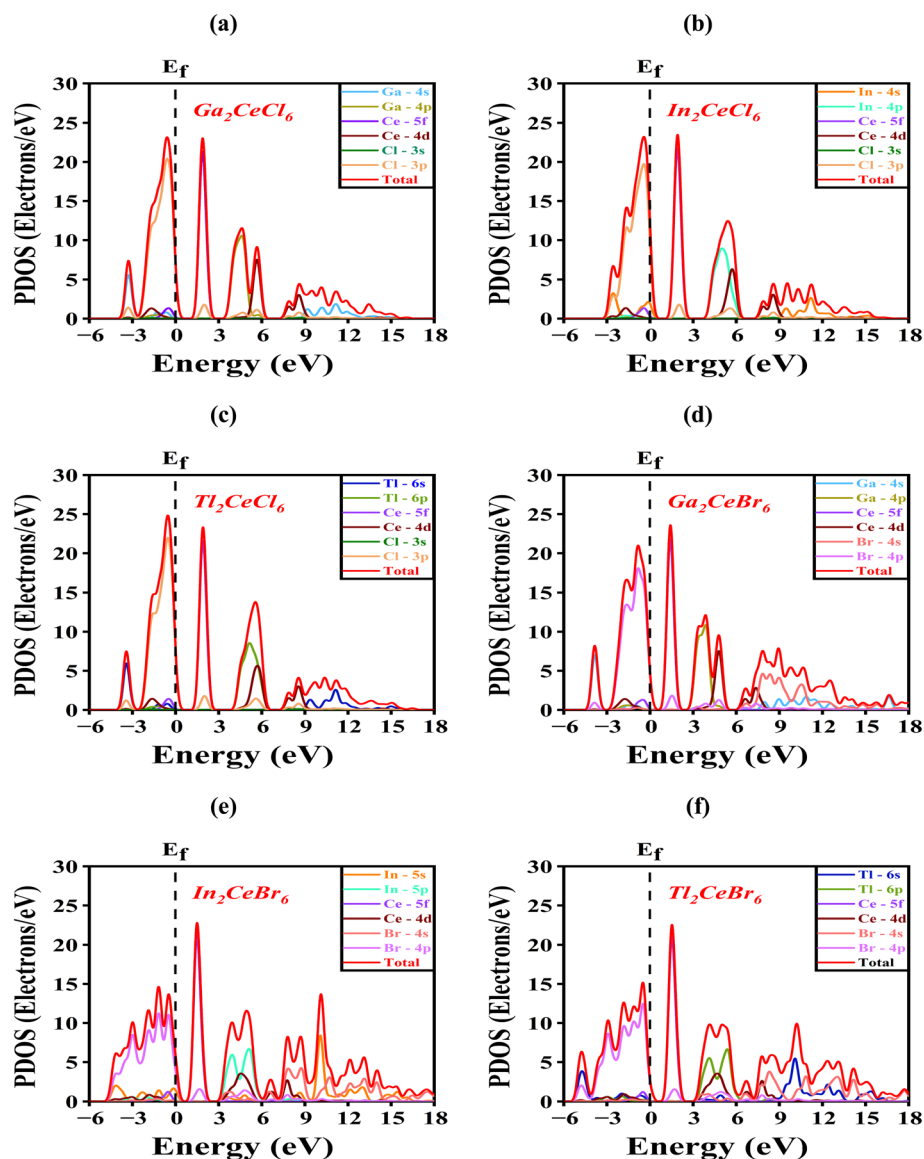 (a)
E_f
PDOS (Electrons/eV)
30
25
20
15
10
5
0
Ga₂CeCl₆
Ga - 4s
Ga - 4p
Ce - 5f
Ce - 4d
Cl - 3s
Cl - 3p
Total
−6 −3 0 3 6 9 12 15 18
Energy (eV)
(b)
E_f
PDOS (Electrons/eV)
30
25
20
15
10
5
0
In₂CeCl₆
In - 4s
In - 4p
Ce - 5f
Ce - 4d
Cl - 3s
Cl - 3p
Total
−6 −3 0 3 6 9 12 15 18
Energy (eV)
(c)
E_f
PDOS (Electrons/eV)
30
25
20
15
10
5
0
Tl₂CeCl₆
Tl - 6s
Tl - 6p
Ce - 5f
Ce - 4d
Cl - 3s
Cl - 3p
Total
−6 −3 0 3 6 9 12 15 18
Energy (eV)
(d)
E_f
PDOS (Electrons/eV)
30
25
20
15
10
5
0
Ga₂CeBr₆
Ga - 4s
Ga - 4p
Ce - 5f
Ce - 4d
Br - 4s
Br - 4p
Total
−6 −3 0 3 6 9 12 15 18
Energy (eV)
(e)
E_f
PDOS (Electrons/eV)
30
25
20
15
10
5
0
In₂CeBr₆
In - 5s
In - 5p
Ce - 5f
Ce - 4d
Br - 4s
Br - 4p
Total
−6 −3 0 3 6 9 12 15 18
Energy (eV)
(f)
E_f
PDOS (Electrons/eV)
30
25
20
15
10
5
0
Tl₂CeBr₆
Tl - 6s
Tl - 6p
Ce - 5f
Ce - 4d
Br - 4s
Br - 4p
Total
−6 −3 0 3 6 9 12 15 18
Energy (eV)